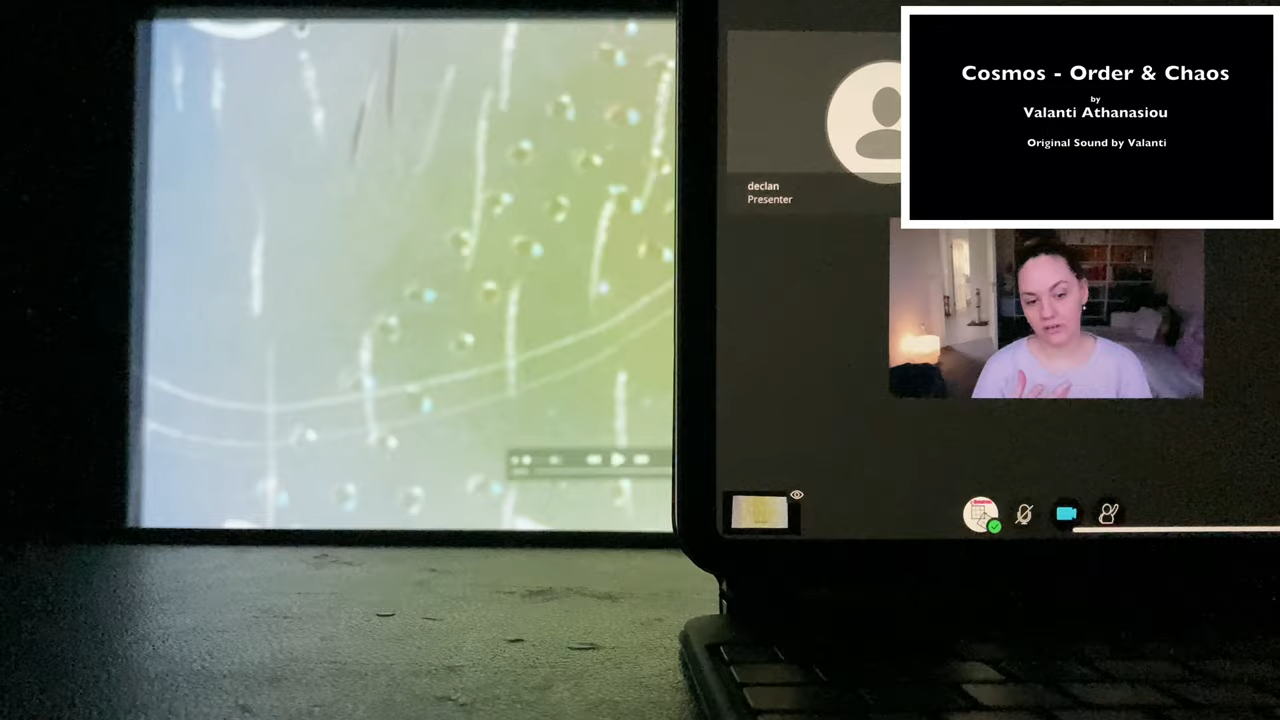 Cosmos - Order & Chaos
by
Valanti Athanasiou
Original Sound by Valanti
declan
Presenter